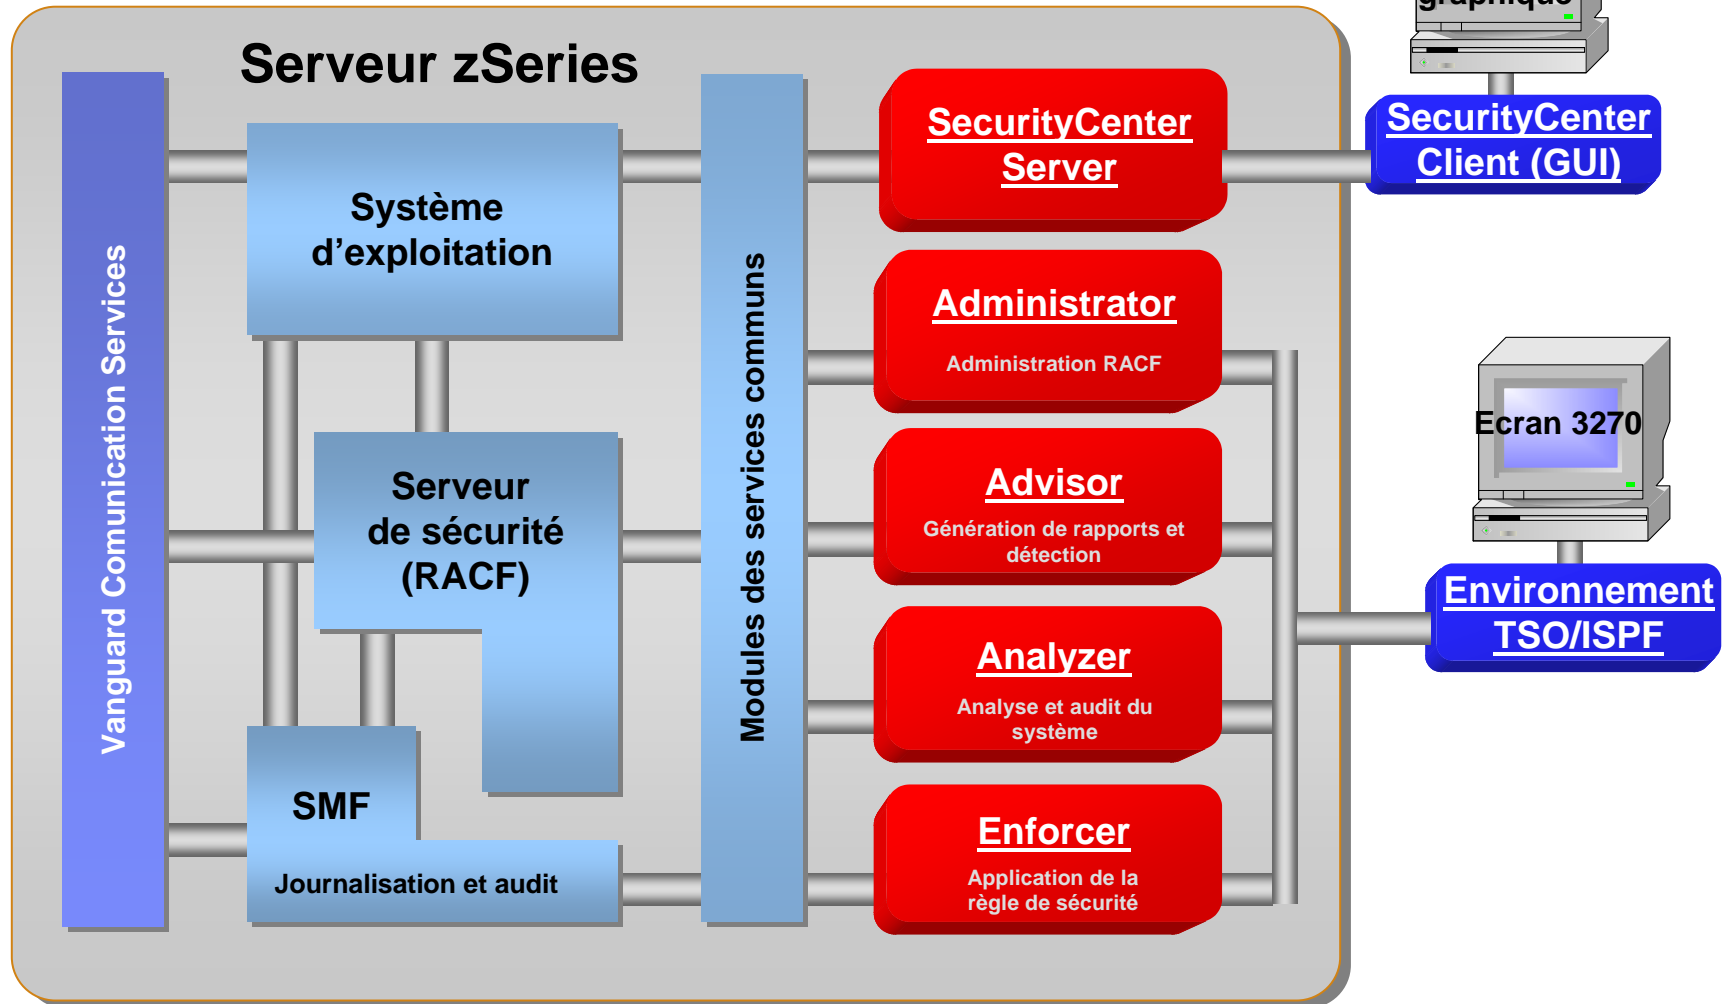 graphique
Serveur zSeries
Vanguard Comunication Services
Système
d'exploitation
Serveur
de sécurité
(RACF)
SMF
Journalisation et audit
Modules des services communs
SecurityCenter
Server
Administrator
Administration RACF
Advisor
Génération de rapports et
détection
Analyzer
Analyse et audit du
système
Enforcer
Application de la
règle de sécurité
SecurityCenter
Client (GUI)
Ecran 3270
Environnement
TSO/ISPF